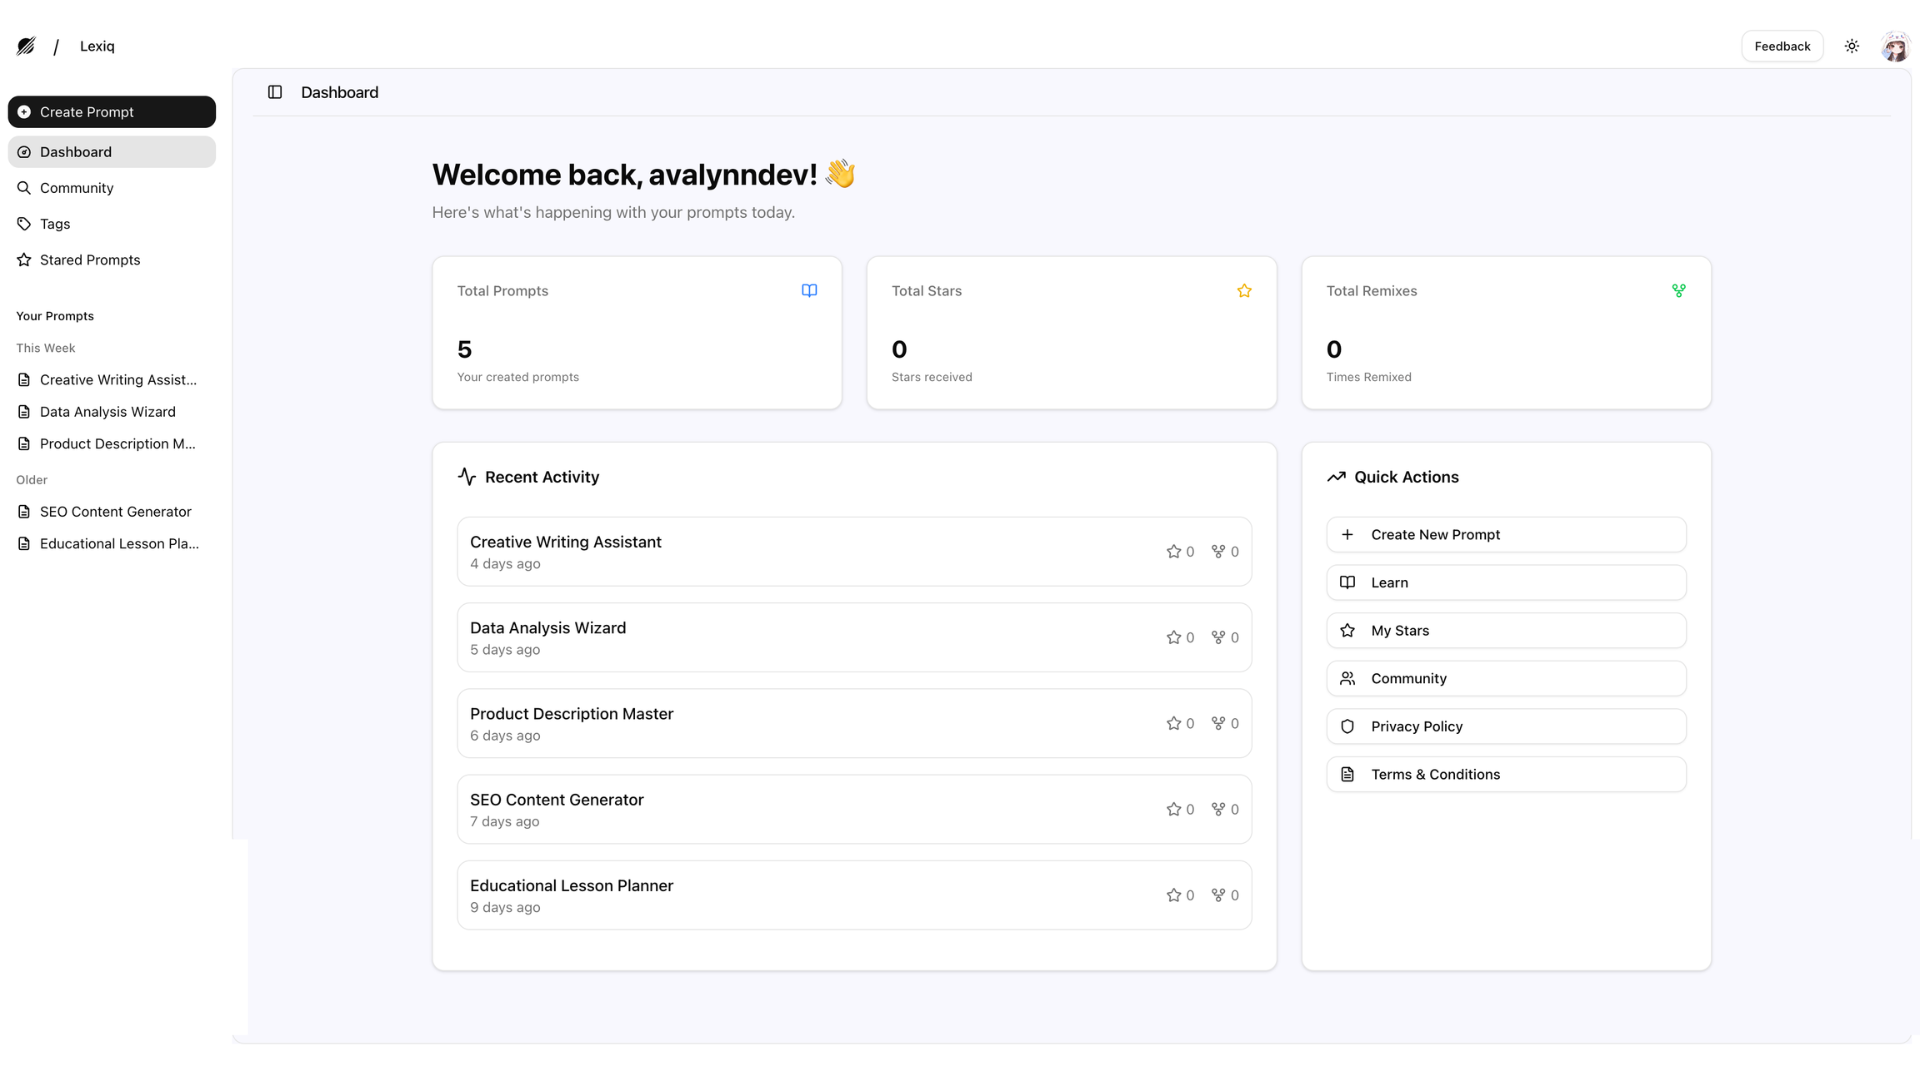 / Lexiq
Feedback
Create Prompt
Dashboard
Community
Tags
Stared Prompts
Your Prompts
This Week
Creative Writing Assist...
Data Analysis Wizard
Product Description M...
Older
SEO Content Generator
Educational Lesson Pla...
Dashboard
Welcome back, avalynndev! 👋
Here's what's happening with your prompts today.
Total Prompts
5
Your created prompts
Total Stars
0
Stars received
Total Remixes
0
Times Remixed
Recent Activity
Creative Writing Assistant
4 days ago
0 0
Data Analysis Wizard
5 days ago
0 0
Product Description Master
6 days ago
0 0
SEO Content Generator
7 days ago
0 0
Educational Lesson Planner
9 days ago
0 0
Quick Actions
Create New Prompt
Learn
My Stars
Community
Privacy Policy
Terms & Conditions